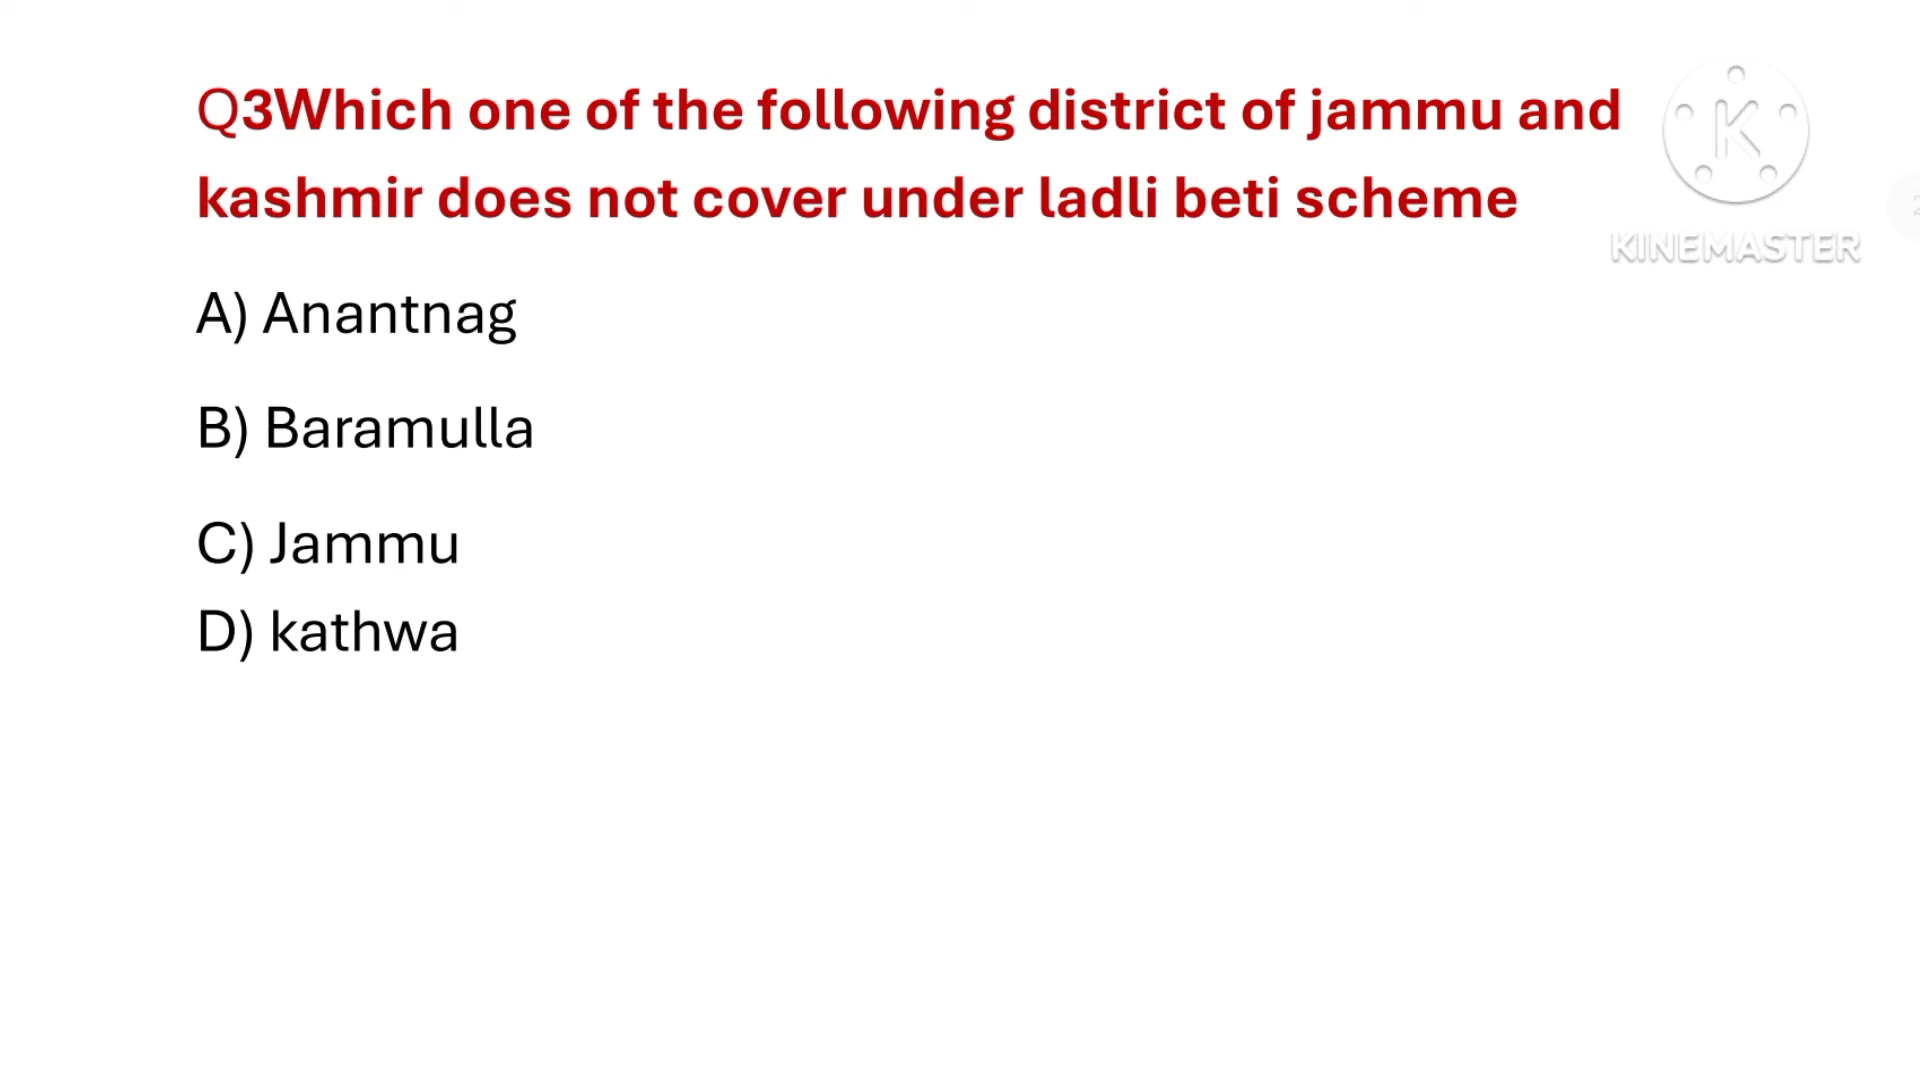 Q3Which one of the following district of jammu and
kashmir does not cover under ladli beti scheme
A) Anantnag
B) Baramulla
C) Jammu
D) kathwa
K
KINEMASTER